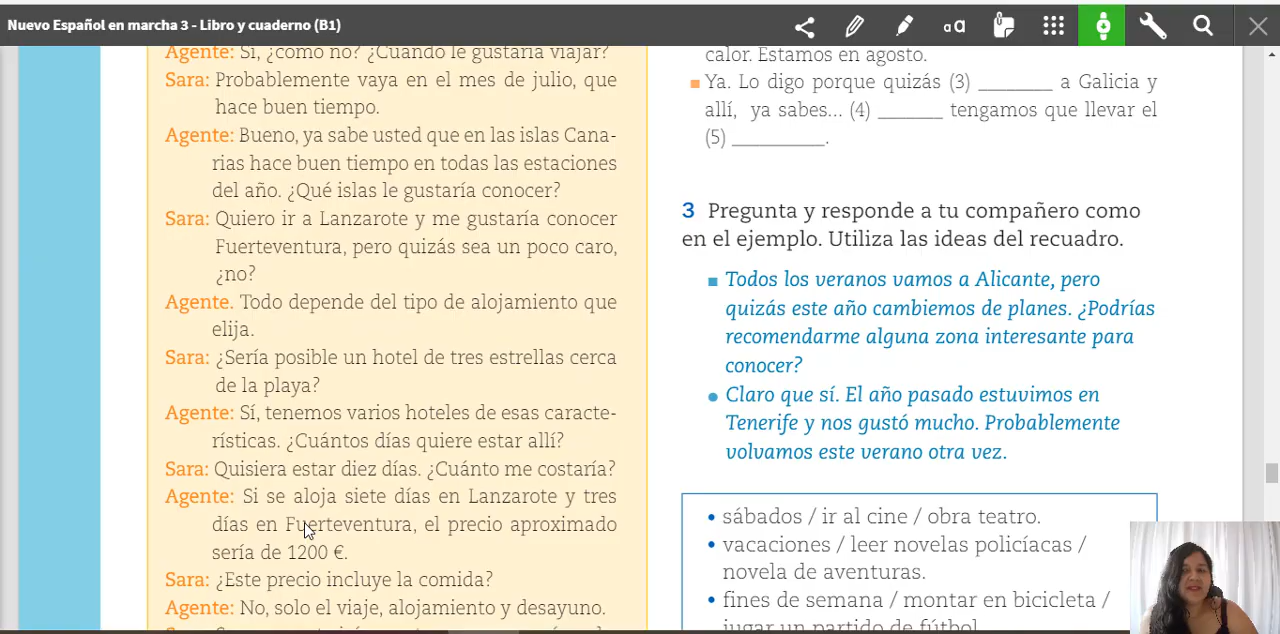 Nuevo Español en marcha 3 - Libro y cuaderno (B1)
aA
Agente: Sí, ¿cómo no? ¿Cuándo le gustaría viajar?
Sara: Probablemente vaya en el mes de julio, que
hace buen tiempo.
Agente: Bueno, ya sabe usted que en las islas Cana-
rias hace buen tiempo en todas las estaciones
del año. ¿Qué islas le gustaría conocer?
Sara: Quiero ir a Lanzarote y me gustaría conocer
Fuerteventura, pero quizás sea un poco caro,
¿no?
Agente. Todo depende del tipo de alojamiento que
elija.
Sara: ¿Sería posible un hotel de tres estrellas cerca
de la playa?
Agente: Sí, tenemos varios hoteles de esas caracte-
rísticas. ¿Cuántos días quiere estar allí?
Sara: Quisiera estar diez días. ¿Cuánto me costaría?
Agente: Si se aloja siete días en Lanzarote y tres
días en Fuerteventura, el precio aproximado
sería de 1200 €.
Sara: ¿Este precio incluye la comida?
Agente: No, solo el viaje, alojamiento y desayuno.
calor. Estamos en agosto.
Ya. Lo digo porque quizás (3) ________ a Galicia y
allí, ya sabes... (4) _______ tengamos que llevar el
(5) __________.
3 Pregunta y responde a tu compañero como
en el ejemplo. Utiliza las ideas del recuadro.
Todos los veranos vamos a Alicante, pero
quizás este año cambiemos de planes. ¿Podrías
recomendarme alguna zona interesante para
conocer?
Claro que sí. El año pasado estuvimos en
Tenerife y nos gustó mucho. Probablemente
volvamos este verano otra vez.
• sábados / ir al cine / obra teatro.
• vacaciones / leer novelas policíacas /
novela de aventuras.
• fines de semana / montar en bicicleta /
jugar un partido de fútbol